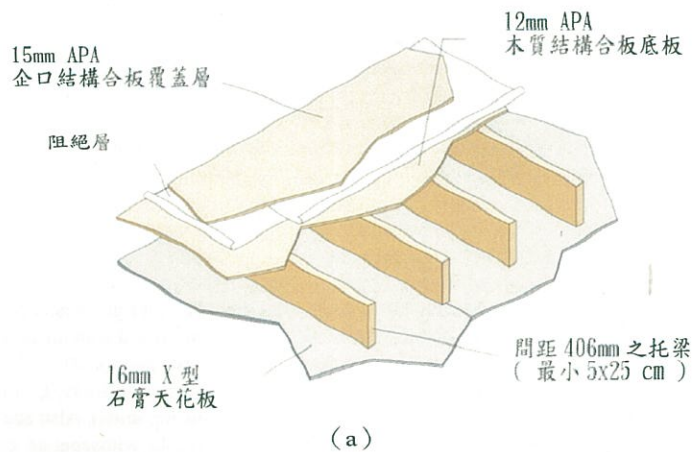 12mm APA
木質結構合板底板
15mm APA
企口結構合板覆蓋層
阻絕層
間距 406mm 之托梁
( 最小 5x25 cm )
16mm X 型
石膏天花板
(a)